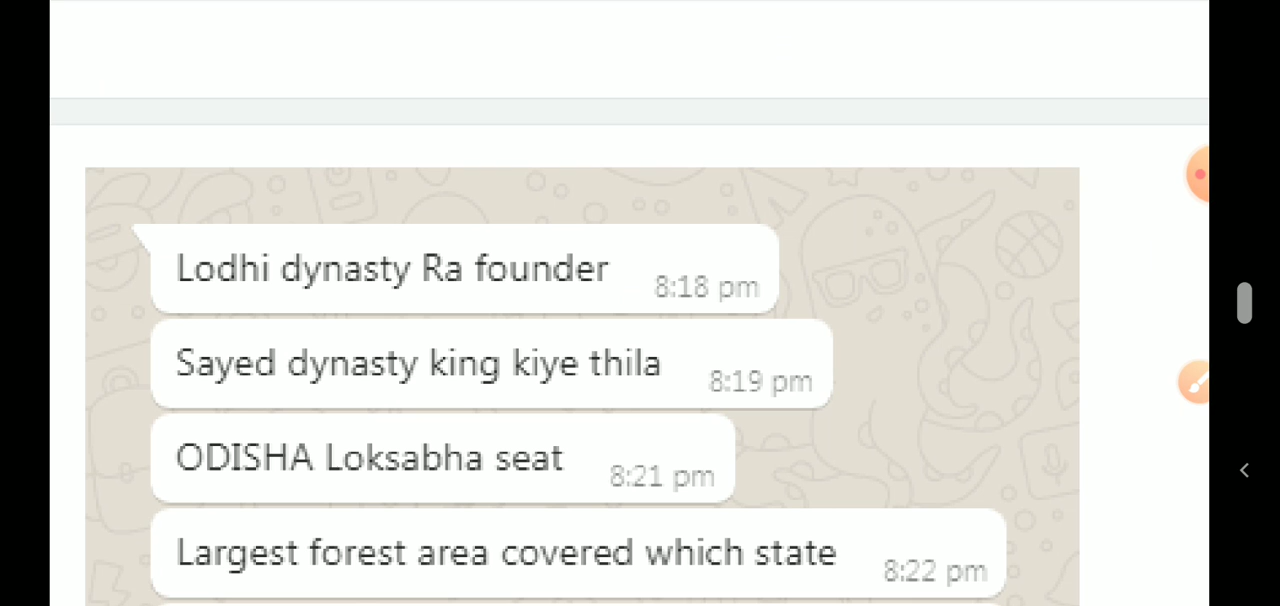 Lodhi dynasty Ra founder 8:18 pm
Sayed dynasty king kiye thila 8:19 pm
ODISHA Loksabha seat 8:21 pm
Largest forest area covered which state 8:22 pm